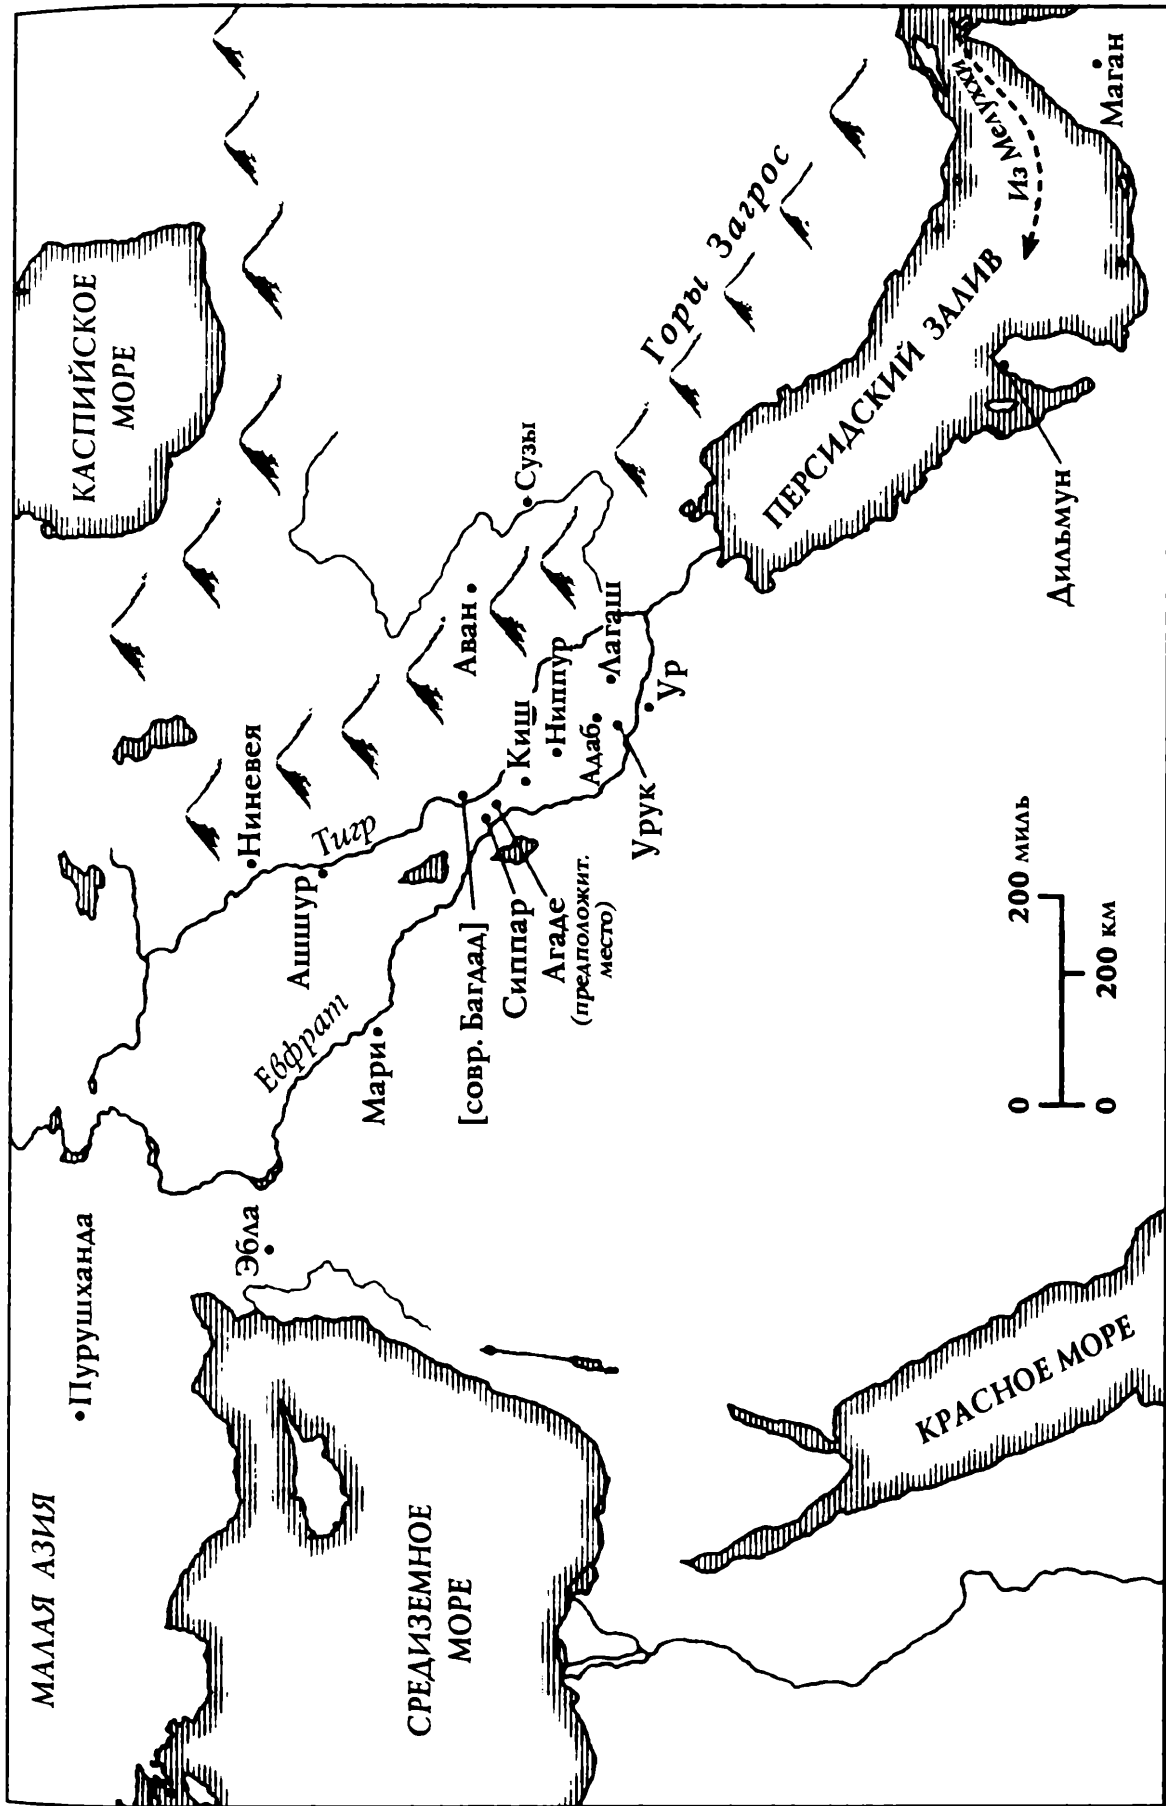 МАЛАЯ АЗИЯ
Пурушханда
КАСПИЙСКОЕ
МОРЕ
Эбла
Ниневея
Ашшур
Тигр
Евфрат
Мари
СРЕДИЗЕМНОЕ
МОРЕ
[совр. Багдад]
Сиппар
Агаде
(предположит.
место)
Аван
Сузы
Киш
Ниппур
Адаб
Лагаш
Урук
Ур
Горы Загрос
ПЕРСИДСКИЙ ЗАЛИВ
Из Мелуххи
Маган
Дильмун
КРАСНОЕ МОРЕ
0 200 миль
0 200 км